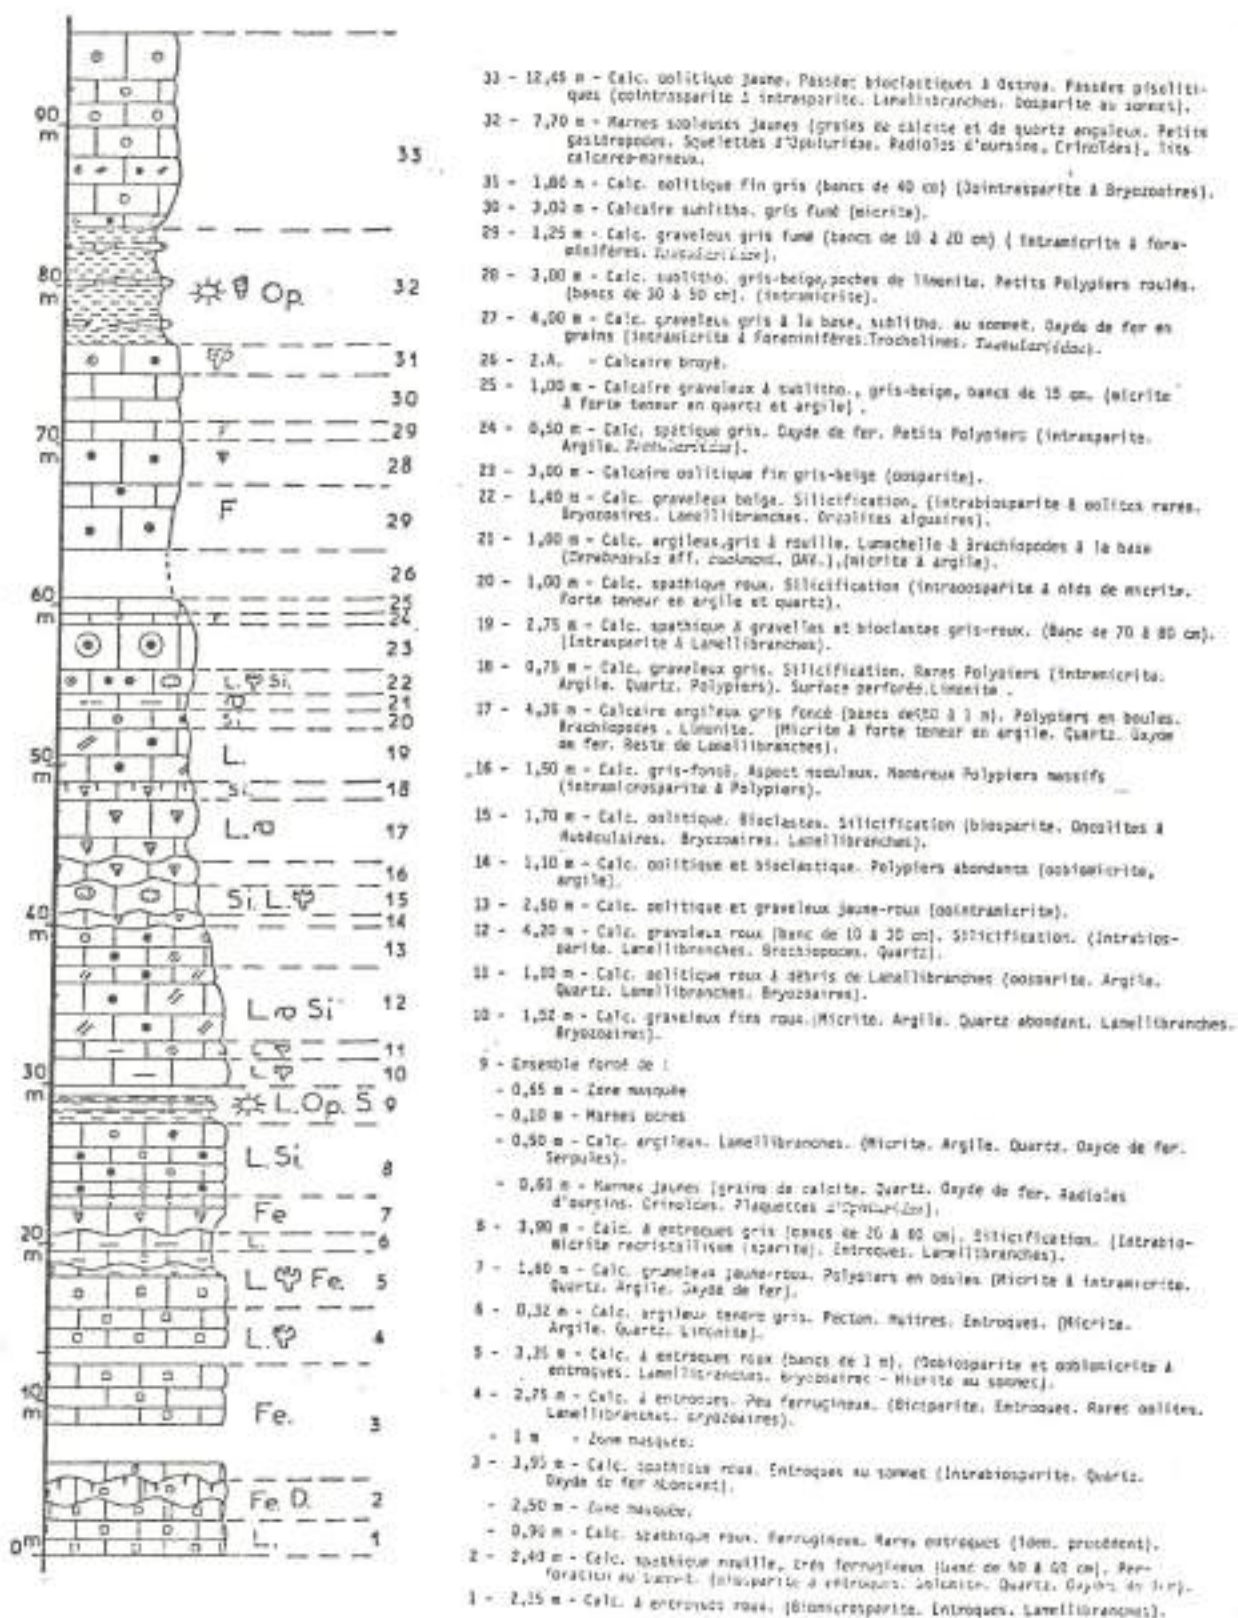 90
m
33
80
m
Op.
32
31
30
70
m
29
28
F
29
26
60
m
25
24
23
L. Si.
22
21
Si
20
50
m
L.
19
Si.
18
L.
17
16
Si. L.
15
40
m
14
13
L Si
12
L
11
L
10
30
m
L. Op. S
9
L. Si.
8
Fe
7
20
m
L.
6
L Fe.
5
L.
4
10
m
Fe.
3
Fe. D.
2
L.
1
0m
33 - 12,45 m - Calc. oolitique jaune. Passées bioclastiques à Ostrea. Passées pisoliti-
ques (oointrasparite à intrasparite. Lamellibranches. Oosparite au sommet).
32 - 7,20 m - Marnes sableuses jaunes (grains de calcite et de quartz anguleux. Petits
gastéropodes. Squelettes d'Ophiuridae. Radioles d'oursins, Crinoïdes), lits
calcaréo-marneux.
31 - 1,80 m - Calc. oolitique fin gris (bancs de 40 cm) (Oointrasparite à Bryozoaires).
30 - 3,00 m - Calcaire sublitho. gris fumé (micrite).
29 - 1,25 m - Calc. graveleux gris fumé (bancs de 10 à 20 cm) ( intramicrite à fora-
minifères.
28 - 3,00 m - Calc. sublitho. gris-beige, poches de limonite. Petits Polypiers roulés.
(bancs de 30 à 50 cm). (intramicrite).
27 - 4,00 m - Calc. graveleux gris à la base, sublitho. au sommet. Oxyde de fer en
grains (intramicrite à Foraminifères. Trocholines.
26 - 2.A. - Calcaire broyé.
25 - 1,00 m - Calcaire graveleux à sublitho., gris-beige, bancs de 15 cm. (micrite
à forte teneur en quartz et argile) .
24 - 0,50 m - Calc. spatique gris. Oxyde de fer. Petits Polypiers (intrasparite.
Argile.
23 - 3,00 m - Calcaire oolitique fin gris-beige (oosparite).
22 - 1,40 m - Calc. graveleux beige. Silicification. (intrabiosparite à oolites rares.
Bryozoaires. Lamellibranches. Oncolites alguaires).
21 - 1,00 m - Calc. argileux, gris à rouille. Lumachelle à Brachiopodes à la base
aff. DAV.), (micrite à argile).
20 - 1,00 m - Calc. spathique roux. Silicification (intraoosparite à nids de micrite.
Forte teneur en argile et quartz).
19 - 2,75 m - Calc. spathique à gravelles et bioclastes gris-roux. (Banc de 70 à 80 cm).
(Intrasparite à Lamellibranches).
18 - 0,75 m - Calc. graveleux gris. Silicification. Rares Polypiers (intramicrite.
Argile. Quartz. Polypiers). Surface perforée. Limonite .
17 - 4,35 m - Calcaire argileux gris foncé (bancs de 50 à 1 m). Polypiers en boules.
Brachiopodes . Limonite. (Micrite à forte teneur en argile. Quartz. Oxyde
de fer. Reste de Lamellibranches).
16 - 1,50 m - Calc. gris-foncé. Aspect noduleux. Nombreux Polypiers massifs
(intramicrosparite à Polypiers).
15 - 1,70 m - Calc. oolitique. Bioclastes. Silicification (biosparite. Oncolites à
Nubéculaires. Bryozoaires. Lamellibranches).
14 - 1,10 m - Calc. oolitique et bioclastique. Polypiers abondants (oobiomicrite,
argile).
13 - 2,50 m - Calc. oolitique et graveleux jaune-roux (oointramicrite).
12 - 4,20 m - Calc. graveleux roux (banc de 10 à 30 cm). Silicification. (Intrabios-
parite. Lamellibranches. Brachiopodes. Quartz).
11 - 1,00 m - Calc. oolitique roux à débris de Lamellibranches (oosparite. Argile.
Quartz. Lamellibranches. Bryozoaires).
10 - 1,52 m - Calc. graveleux fins roux. (Micrite. Argile. Quartz abondant. Lamellibranches.
Bryozoaires).
9 - Ensemble formé de :
- 0,65 m - Zone masquée
- 0,10 m - Marnes ocres
- 0,50 m - Calc. argileux. Lamellibranches. (Micrite. Argile. Quartz. Oxyde de fer.
Serpules).
- 0,60 m - Marnes jaunes (grains de calcite. Quartz. Oxyde de fer. Radioles
d'oursins. Crinoïdes. Plaquettes d'Ophiuridae).
8 - 3,90 m - Calc. à entroques gris (bancs de 20 à 60 cm). Silicification. (Intrabio-
micrite recristallisée (sparite). Entroques. Lamellibranches).
7 - 1,60 m - Calc. grumeleux jaune-roux. Polypiers en boules (Micrite à intramicrite.
Quartz. Argile. Oxyde de fer).
6 - 0,32 m - Calc. argileux tendre gris. Pecten. Huitres. Entroques. (Micrite.
Argile. Quartz. Limonite).
5 - 3,35 m - Calc. à entroques roux (bancs de 1 m). (Oobiosparite et oobiomicrite à
entroques. Lamellibranches. Bryozoaires - Micrite au sommet).
4 - 2,75 m - Calc. à entroques. Peu ferrugineux. (Biosparite. Entroques. Rares oolites.
Lamellibranches. Bryozoaires).
- 1 m - Zone masquée.
3 - 3,95 m - Calc. spathique roux. Entroques au sommet (Intrabiosparite. Quartz.
Oxyde de fer abondant).
- 2,50 m - Zone masquée.
- 0,90 m - Calc. spathique roux. Ferrugineux. Rares entroques (idem. précédent).
2 - 2,40 m - Calc. spathique rouille, très ferrugineux (banc de 50 à 60 cm). Per-
foration au sommet. (biosparite à entroques. Dolomite. Quartz. Oxydes de fer).
1 - 2,35 m - Calc. à entroques roux. (Biomicrosparite. Entroques. Lamellibranches).